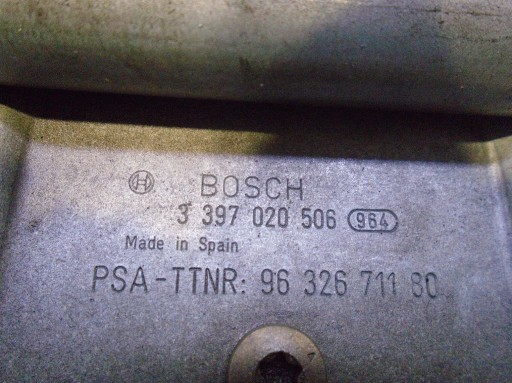 BOSCH
3 397 020 506 964
Made in Spain
PSA-TTNR: 96 326 711 80